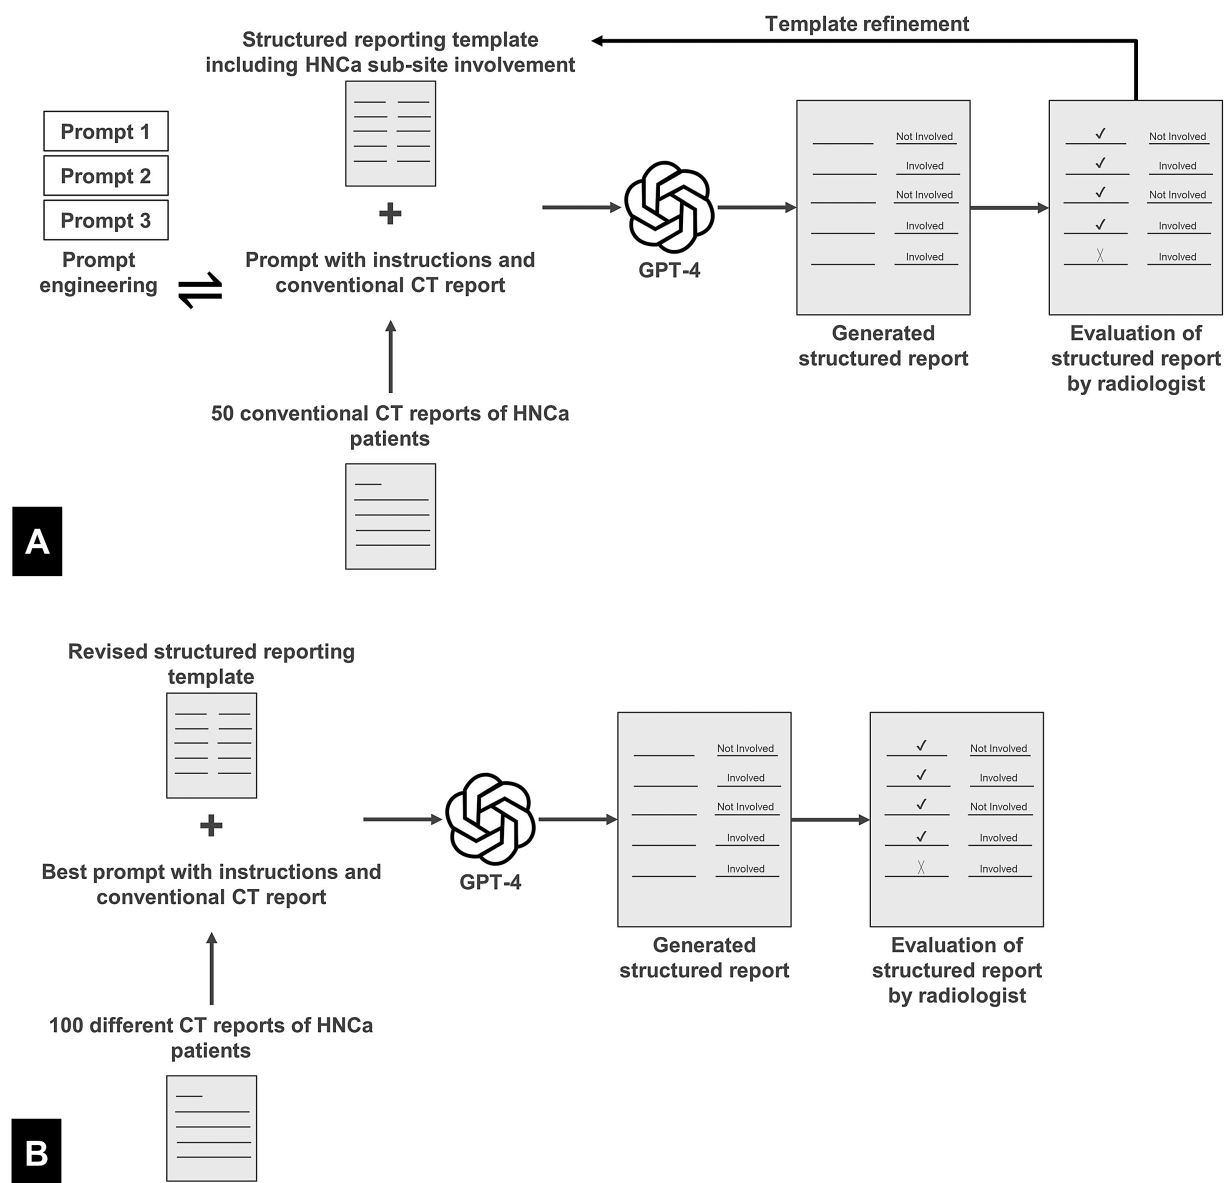 Template refinement
Structured reporting template
including HNCa sub-site involvement
Prompt 1
Prompt 2
Prompt 3
Prompt
engineering
+
Prompt with instructions and
conventional CT report
50 conventional CT reports of HNCa
patients
GPT-4
Not Involved
Involved
Not Involved
Involved
Involved
Generated
structured report
✓ Not Involved
✓ Involved
✓ Not Involved
✓ Involved
X Involved
Evaluation of
structured report
by radiologist
A
Revised structured reporting
template
+
Best prompt with instructions and
conventional CT report
100 different CT reports of HNCa
patients
GPT-4
Not Involved
Involved
Not Involved
Involved
Involved
Generated
structured report
✓ Not Involved
✓ Involved
✓ Not Involved
✓ Involved
X Involved
Evaluation of
structured report
by radiologist
B